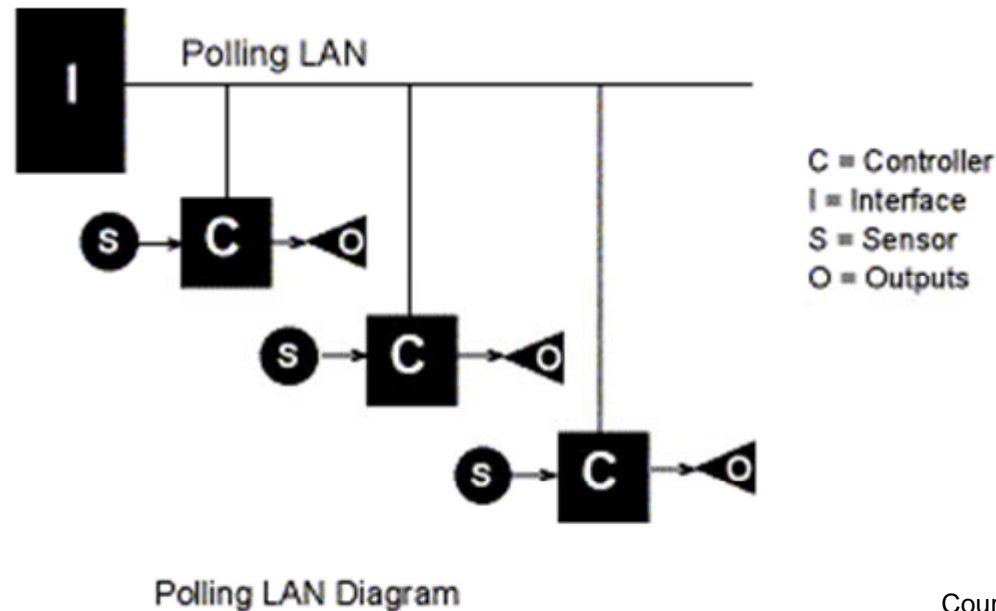 I
Polling LAN
C = Controller
I = Interface
S = Sensor
O = Outputs
S C O
S C O
S C O
Polling LAN Diagram